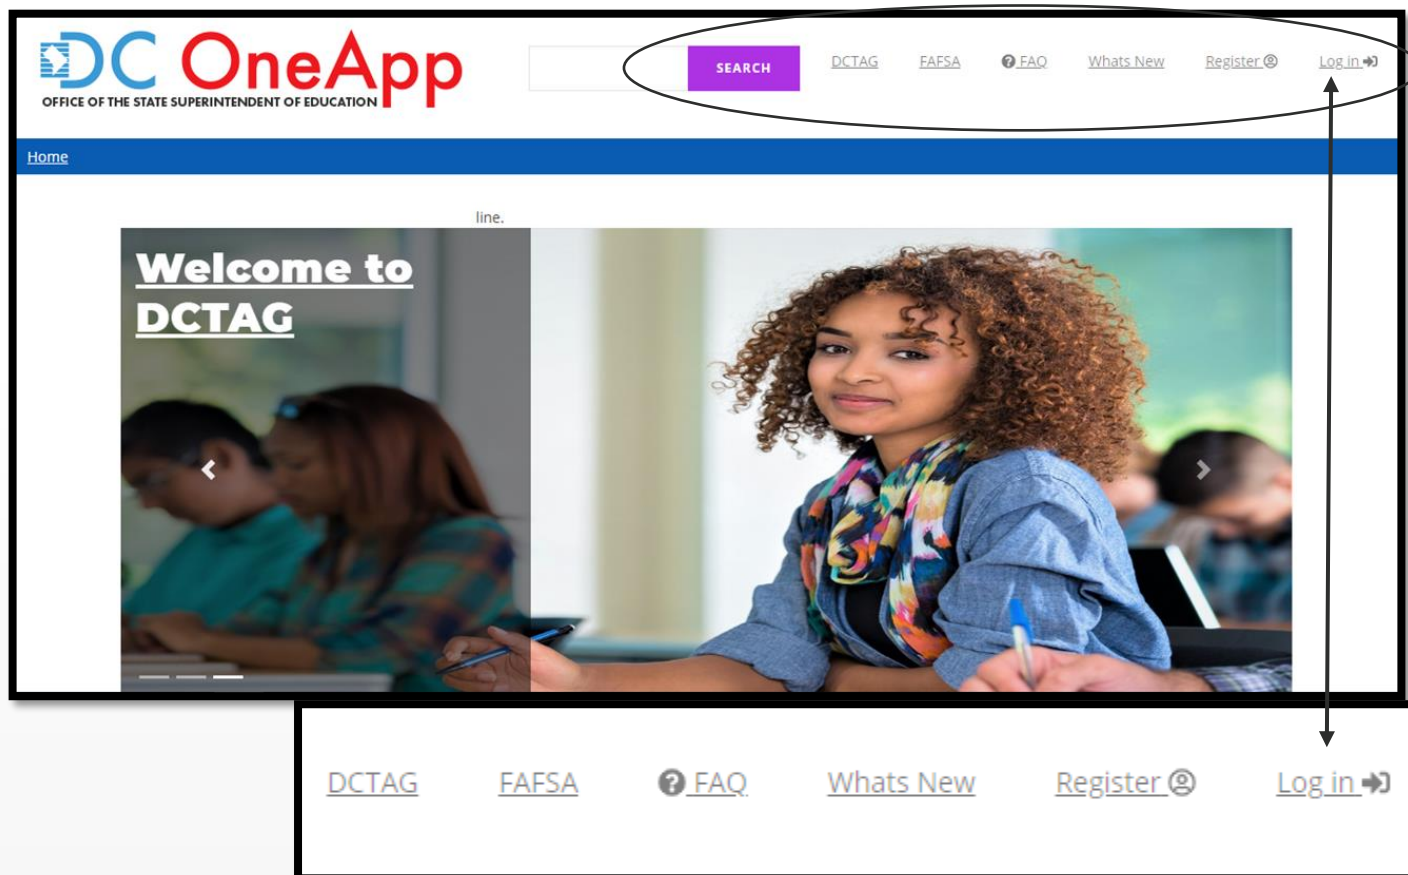 DC OneApp
OFFICE OF THE STATE SUPERINTENDENT OF EDUCATION
SEARCH
DCTAG FAFSA FAQ Whats New Register Log in
Home
line.
Welcome to
DCTAG
DCTAG FAFSA FAQ Whats New Register Log in